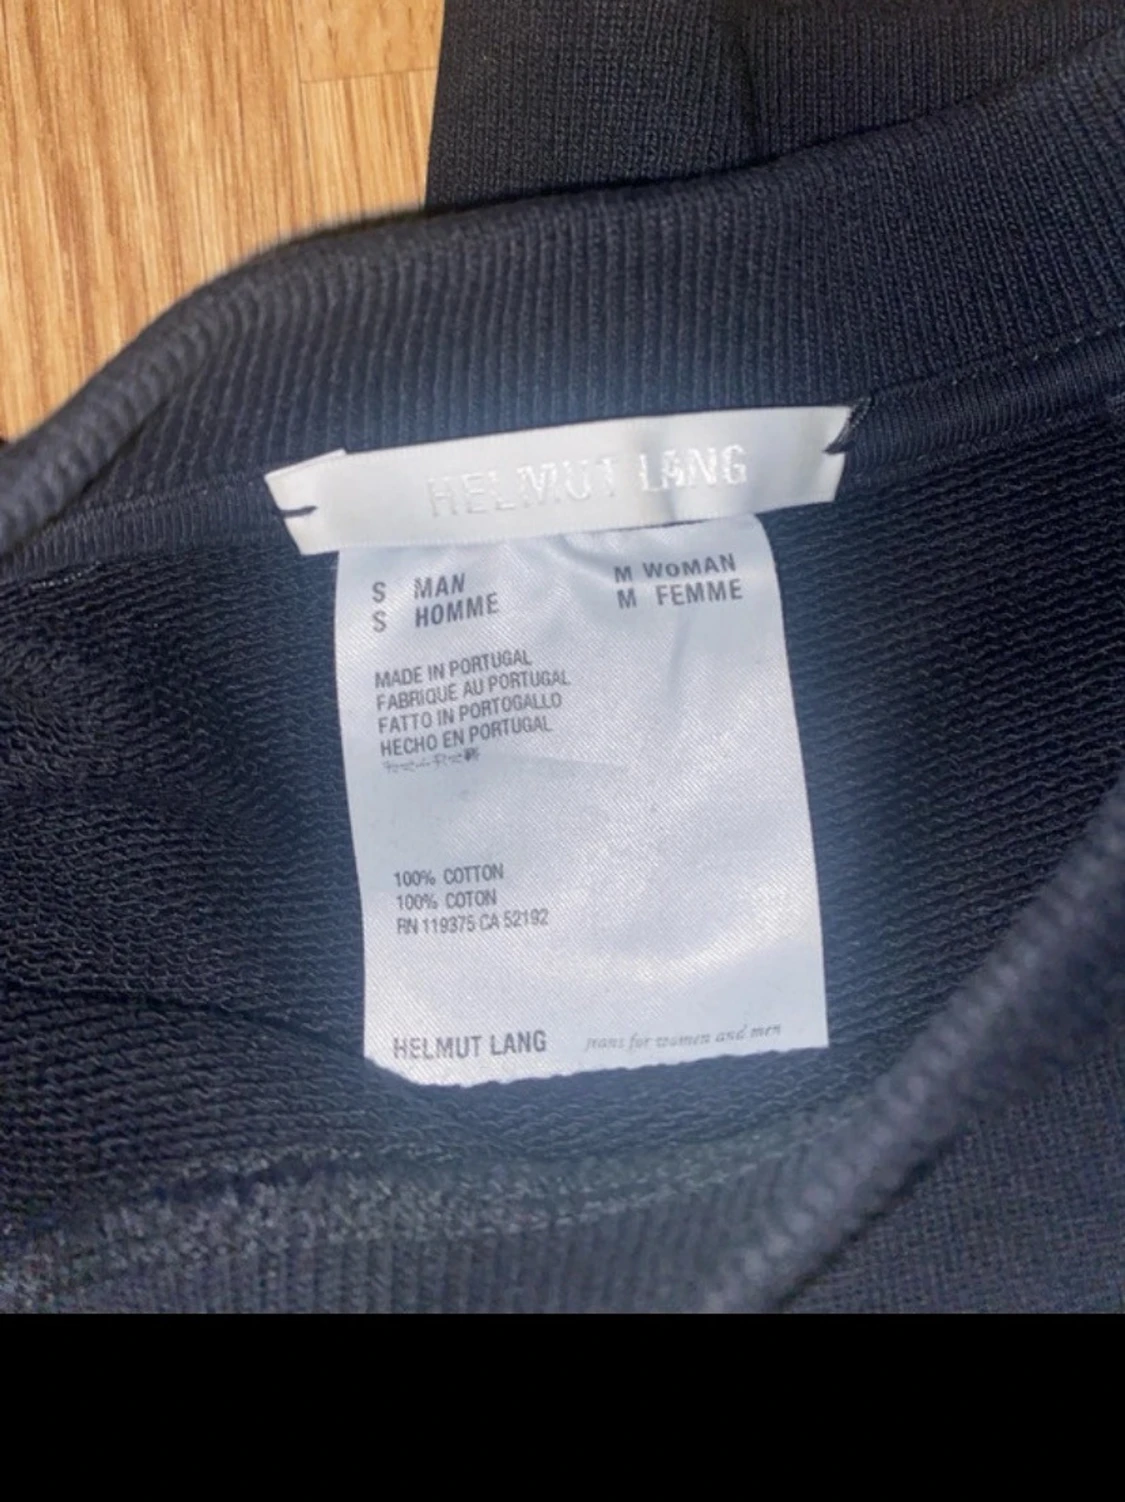 HELMUT LANG
S MAN M WOMAN
S HOMME M FEMME
MADE IN PORTUGAL
FABRIQUE AU PORTUGAL
FATTO IN PORTOGALLO
HECHO EN PORTUGAL
100% COTTON
100% COTON
RN 119375 CA 52192
HELMUT LANG jeans for women and men